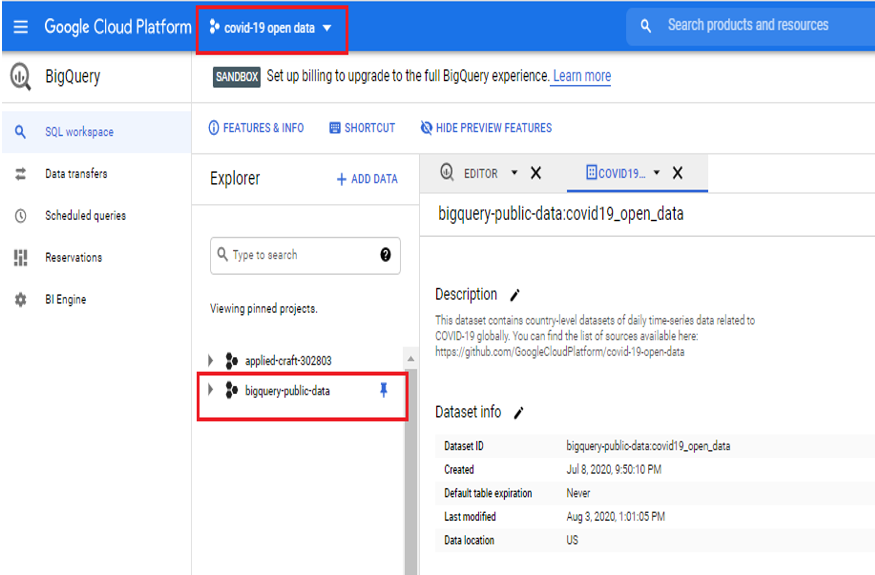 Google Cloud Platform
covid-19 open data
Search products and resources
BigQuery
SANDBOX Set up billing to upgrade to the full BigQuery experience. Learn more
SQL workspace
Data transfers
Scheduled queries
Reservations
BI Engine
FEATURES & INFO
SHORTCUT
HIDE PREVIEW FEATURES
Explorer
+ ADD DATA
Type to search
Viewing pinned projects.
applied-craft-302803
bigquery-public-data
EDITOR
COVID19...
bigquery-public-data:covid19_open_data
Description
This dataset contains country-level datasets of daily time-series data related to
COVID-19 globally. You can find the list of sources available here:
https://github.com/GoogleCloudPlatform/covid-19-open-data
Dataset info
Dataset ID bigquery-public-data:covid19_open_data
Created Jul 8, 2020, 9:50:10 PM
Default table expiration Never
Last modified Aug 3, 2020, 1:01:05 PM
Data location US